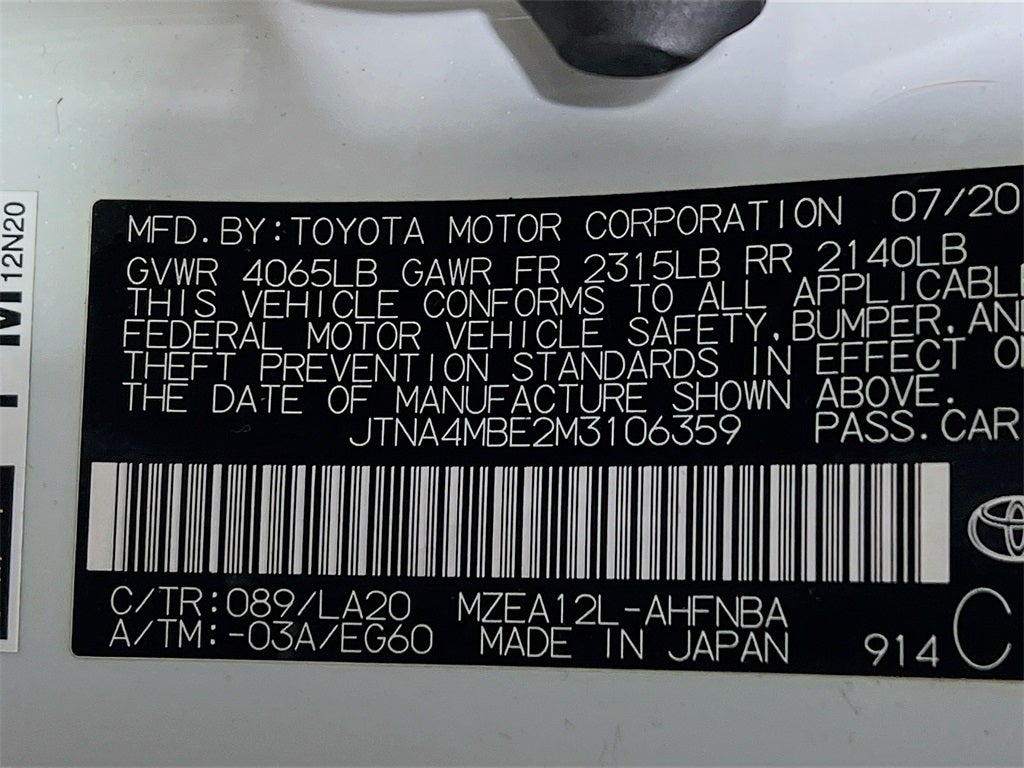 12N20
MFD.BY:TOYOTA MOTOR CORPORATION 07/20
GVWR 4065LB GAWR FR 2315LB RR 2140LB
THIS VEHICLE CONFORMS TO ALL APPLICABLE
FEDERAL MOTOR VEHICLE SAFETY,BUMPER,AND
THEFT PREVENTION STANDARDS IN EFFECT
THE DATE OF MANUFACTURE SHOWN ABOVE.
JTNA4MBE2M3106359 PASS.CAR
C/TR:089/LA20 MZEA12L-AHFNBA
A/TM:-03A/EG60 MADE IN JAPAN 914 C